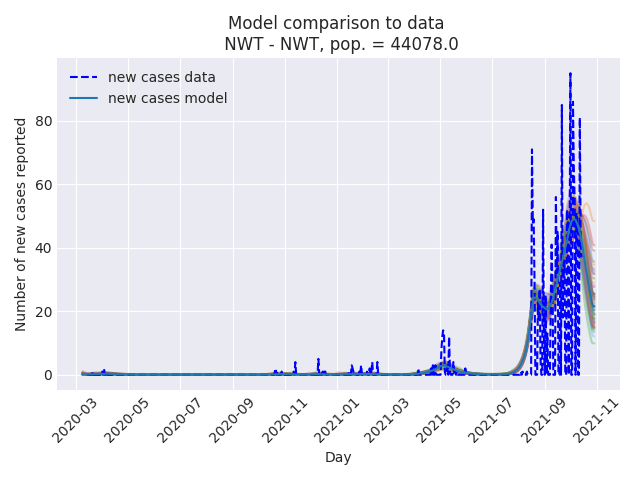 Model comparison to data
NWT - NWT, pop. = 44078.0
new cases data
new cases model
Number of new cases reported
80
60
40
20
0
2020-03
2020-05
2020-07
2020-09
2020-11
2021-01
2021-03
2021-05
2021-07
2021-09
2021-11
Day